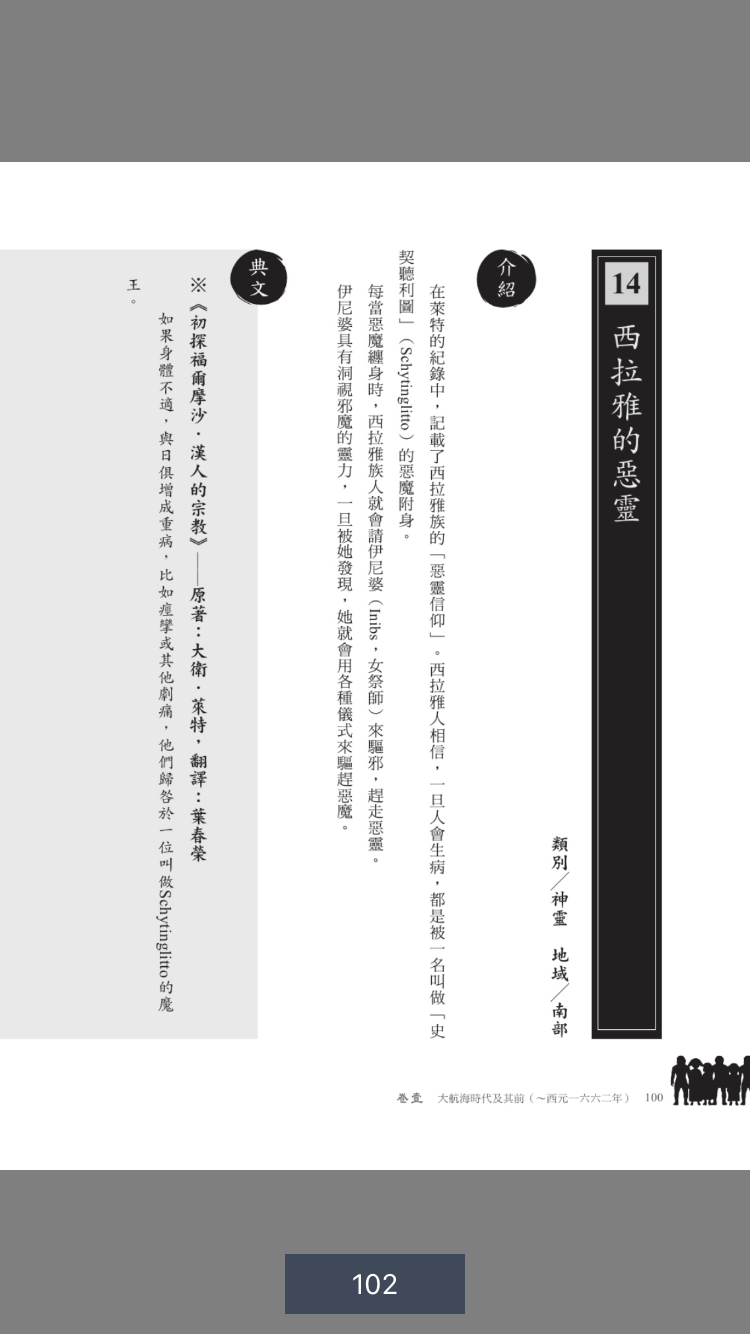 14 西拉雅的惡靈
類別／神靈　地域／南部
介紹
在萊特的紀錄中，記載了西拉雅族的「惡靈信仰」。西拉雅人相信，一旦人會生病，都是被一名叫做「史
契聽利圖」（Schytinglitto）的惡魔附身。
每當惡魔纏身時，西拉雅族人就會請伊尼婆（Inibs，女祭師）來驅邪，趕走惡靈。
伊尼婆具有洞視邪魔的靈力，一旦被她發現，她就會用各種儀式來驅趕惡魔。
典文
※《初探福爾摩沙．漢人的宗教》——原著：大衛．萊特，翻譯：葉春榮
如果身體不適，與日俱增成重病，比如痙攣或其他劇痛，他們歸咎於一位叫做Schytinglitto的魔
王。
卷壹　大航海時代及其前（～西元一六六二年）　100
102